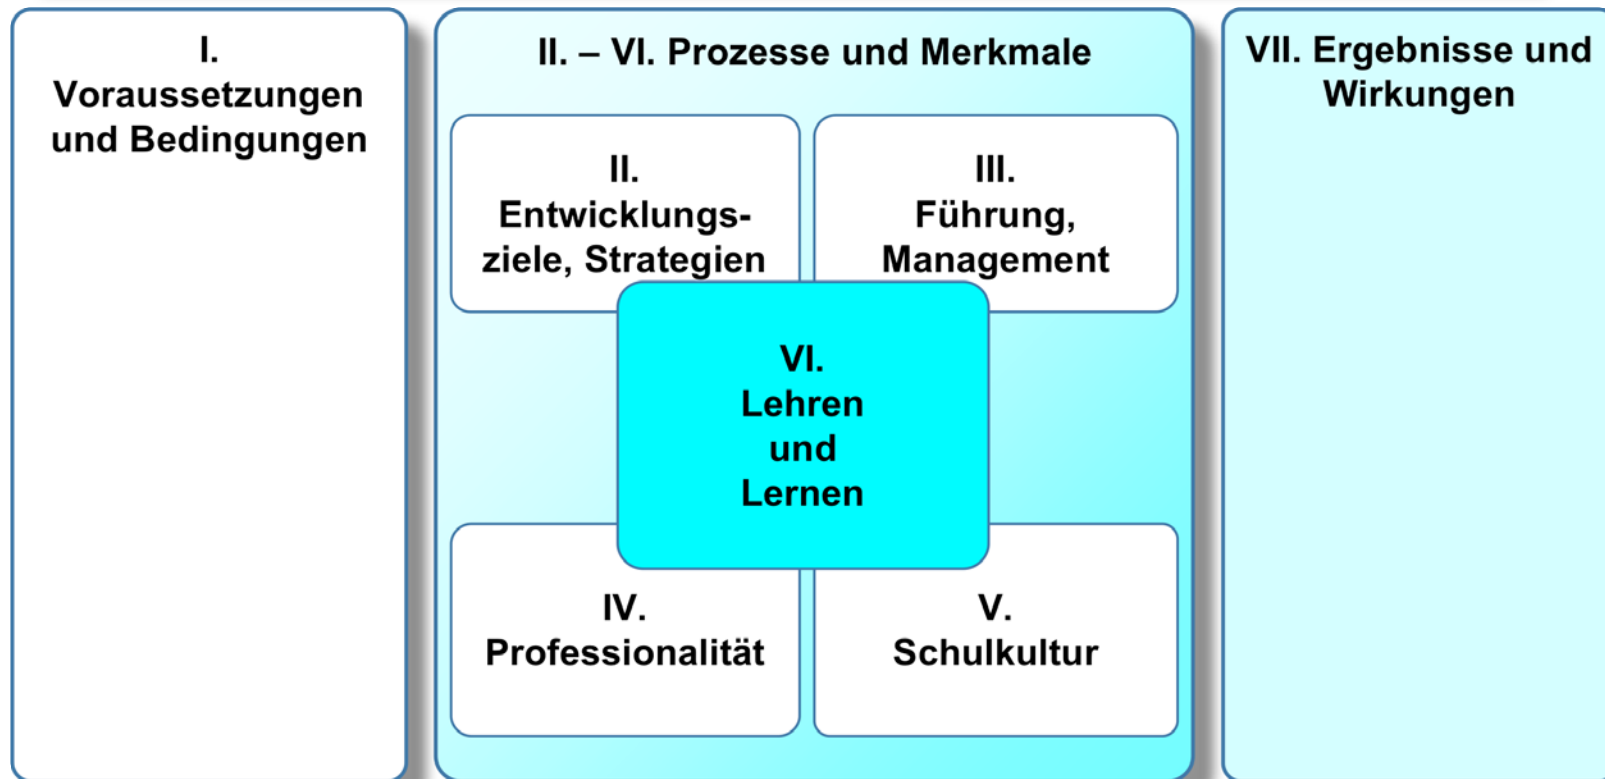 I.
Voraussetzungen
und Bedingungen
II. – VI. Prozesse und Merkmale
II.
Entwicklungs-
ziele, Strategien
III.
Führung,
Management
VI.
Lehren
und
Lernen
IV.
Professionalität
V.
Schulkultur
VII. Ergebnisse und
Wirkungen